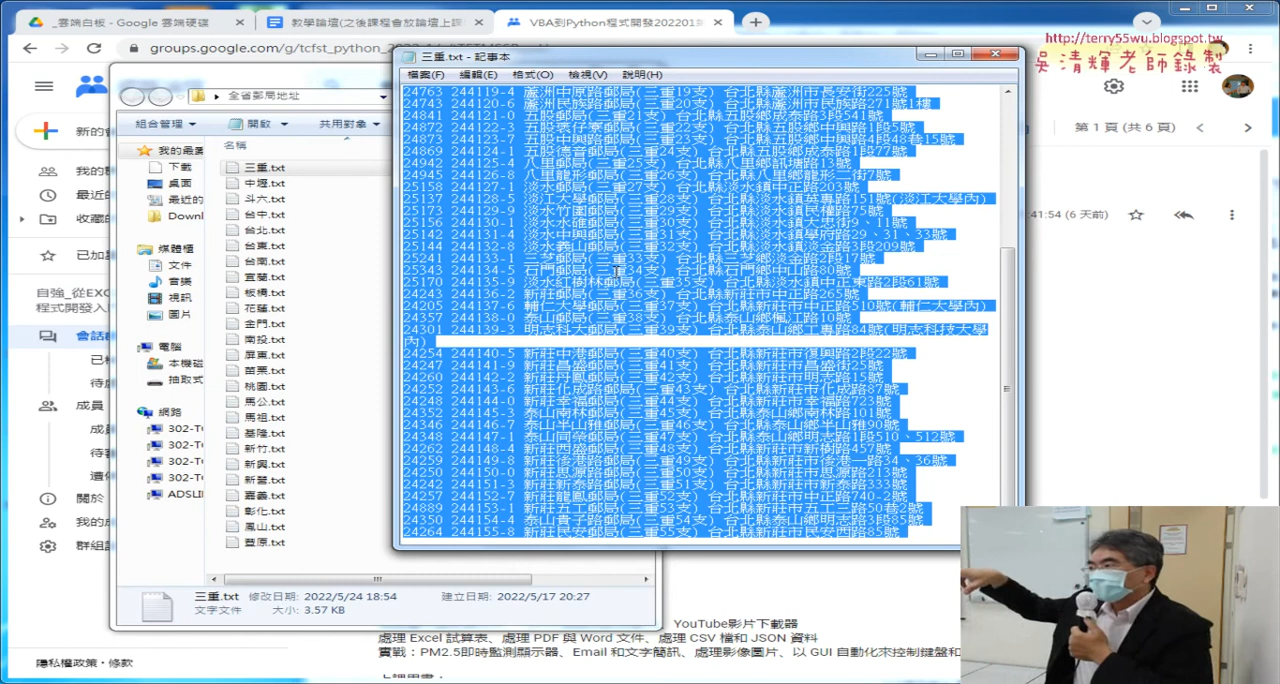 _雲端白板 - Google 雲端硬碟
教學論壇(之後課程會放論壇上課
VBA到Python程式開發202201
http://terry55wu.blogspot.tw
吳清輝老師錄製
三重.txt - 記事本
檔案(F) 編輯(E) 格式(O) 檢視(V) 說明(H)
全省郵局地址
組合管理 開啟 共用對象
第 1 頁 (共 6 頁)
41:54 (6 天前)
24763 244119-4 蘆洲中原路郵局(三重19支) 台北縣蘆洲市長安街225號
24743 244120-6 蘆洲民族路郵局(三重20支) 台北縣蘆洲市民族路271號1樓
24841 244121-0 五股郵局(三重21支) 台北縣五股鄉成泰路3段541號
24872 244122-3 五股褒仔寮郵局(三重22支) 台北縣五股鄉中興路1段5號
24873 244123-7 五股中興路郵局(三重23支) 台北縣五股鄉中興路4段48巷15號
24869 244124-1 五股德音郵局(三重24支) 台北縣五股鄉成泰路1段77號
24942 244125-4 八里郵局(三重25支) 台北縣八里鄉訊塘路13號
24945 244126-8 八里龍形郵局(三重26支) 台北縣八里鄉龍形二街7號
25158 244127-1 淡水郵局(三重27支) 台北縣淡水鎮中正路203號
25137 244128-5 淡江大學郵局(三重28支) 台北縣淡水鎮英專路151號(淡江大學內)
25173 244129-9 淡水竹圍郵局(三重29支) 台北縣淡水鎮民權路75號
25152 244130-1 淡水水碓郵局(三重30支) 台北縣淡水鎮大忠街9、11號
25147 244131-4 淡水中興郵局(三重31支) 台北縣淡水鎮學府路29、31、33號
25144 244132-8 淡水義山郵局(三重32支) 台北縣淡水鎮淡金路3段209號
25241 244133-1 三芝郵局(三重33支) 台北縣三芝鄉淡金路2段17號
25343 244134-5 石門郵局(三重34支) 台北縣石門鄉中山路80號
25170 244135-9 淡水紅樹林郵局(三重35支) 台北縣淡水鎮中正東路2段61號
24243 244136-2 新莊郵局(三重36支) 台北縣新莊市中正路265號
24205 244137-6 輔仁大學郵局(三重37支) 台北縣新莊市中正路510號(輔仁大學內)
24357 244138-0 泰山郵局(三重38支) 台北縣泰山鄉楓江路10號
24301 244139-3 明志科大郵局(三重39支) 台北縣泰山鄉工專路84號(明志科技大學
內)
24254 244140-5 新莊中港郵局(三重40支) 台北縣新莊市復興路2段22號
24247 244141-9 新莊昌盛郵局(三重41支) 台北縣新莊市昌盛街25號
24260 244142-2 新莊丹鳳郵局(三重42支) 台北縣新莊市明志路15號
24252 244143-6 新莊化成路郵局(三重43支) 台北縣新莊市化成路87號
24248 244144-0 新莊幸福郵局(三重44支) 台北縣新莊市幸福路723號
24352 244145-3 泰山南林郵局(三重45支) 台北縣泰山鄉南林路101號
24346 244146-7 泰山半山雅郵局(三重46支) 台北縣泰山鄉半山雅90號
24348 244147-1 泰山同榮郵局(三重47支) 台北縣泰山鄉明志路1段510、512號
24262 244148-4 新莊西盛郵局(三重48支) 台北縣新莊市新樹路457號
24259 244149-8 新莊後港路郵局(三重49支) 台北縣新莊市後港一路34、36號
24250 244150-0 新莊思源郵局(三重50支) 台北縣新莊市思源路213號
24242 244151-3 新莊新泰路郵局(三重51支) 台北縣新莊市新泰路333號
24257 244152-7 新莊龍鳳郵局(三重52支) 台北縣新莊市中正路740-2號
24889 244153-1 新莊五工郵局(三重53支) 台北縣新莊市五工三路50巷2號
24350 244154-4 泰山貴子路郵局(三重54支) 台北縣泰山鄉明志路3段85號
24264 244155-8 新莊民安郵局(三重55支) 台北縣新莊市民安西路85號
名稱
三重.txt
中壢.txt
斗六.txt
台中.txt
台北.txt
台東.txt
台南.txt
宜蘭.txt
板橋.txt
花蓮.txt
金門.txt
南投.txt
屏東.txt
苗栗.txt
桃園.txt
馬公.txt
馬祖.txt
基隆.txt
新竹.txt
新興.txt
新營.txt
嘉義.txt
彰化.txt
鳳山.txt
豐原.txt
我的最愛
下載
桌面
最近的
Downl
媒體櫃
文件
音樂
視訊
圖片
電腦
本機磁
抽取式
網路
302-T
302-T
302-T
302-T
ADSLI
三重.txt 修改日期: 2022/5/24 18:54 建立日期: 2022/5/17 20:27
文字文件 大小: 3.57 KB
新的會
我的
最近
收藏
已加
自強_從EXC
程式開發入
會話
已
待
成員
成
待
遭
關於
我的
群組
隱私權政策・條款
YouTube影片下載器
處理 Excel 試算表、處理 PDF 與 Word 文件、處理 CSV 檔和 JSON 資料
實戰：PM2.5即時監測顯示器、Email 和文字簡訊、處理影像圖片、以 GUI 自動化來控制鍵盤和